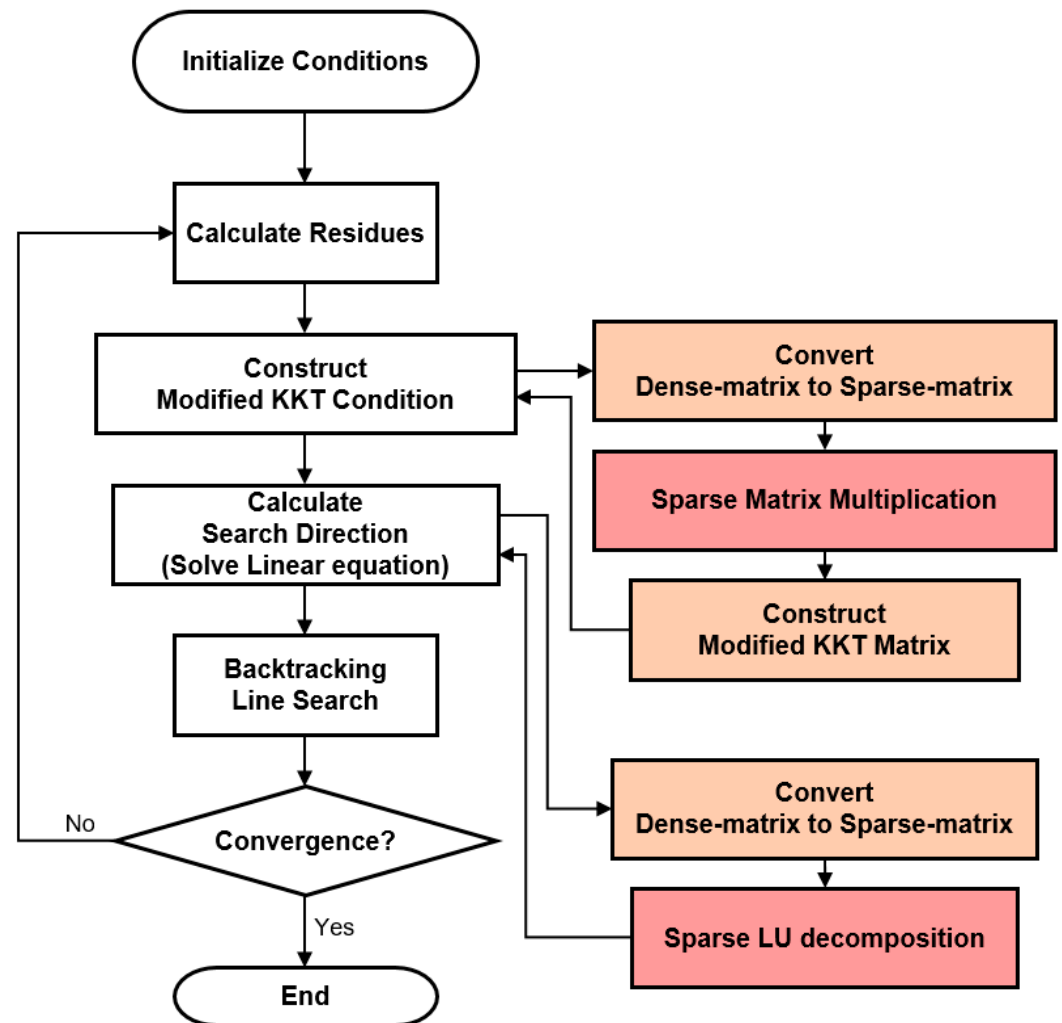 Initialize Conditions
Calculate Residues
Construct
Modified KKT Condition
Convert
Dense-matrix to Sparse-matrix
Sparse Matrix Multiplication
Construct
Modified KKT Matrix
Calculate
Search Direction
(Solve Linear equation)
Backtracking
Line Search
Convert
Dense-matrix to Sparse-matrix
Sparse LU decomposition
Convergence?
No
Yes
End